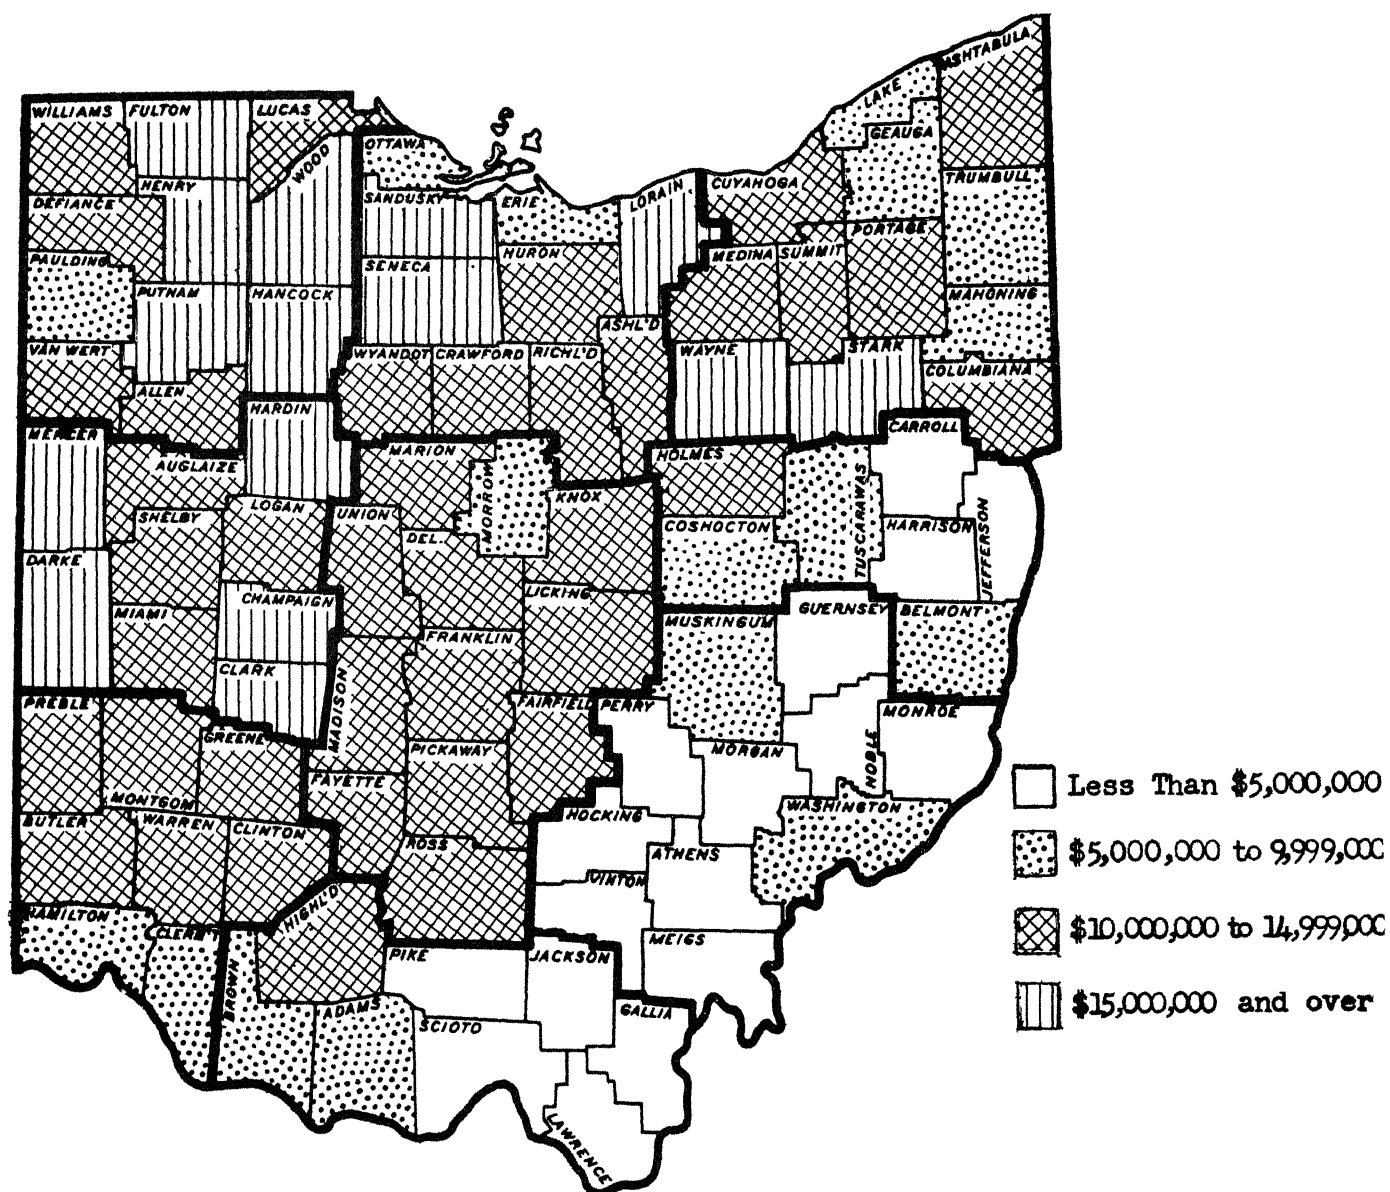 WILLIAMS
FULTON
LUCAS
ASHTABULA
LAKE
GEAUGA
OTTAWA
WOOD
HENRY
DEFIANCE
SANDUSKY
ERIE
LORAIN
CUYAHOGA
TRUMBULL
PAULDING
PUTNAM
HANCOCK
SENECA
HURON
MEDINA
SUMMIT
PORTAGE
MAHONING
VAN WERT
ALLEN
WYANDOT
CRAWFORD
RICHL'D
ASHL'D
WAYNE
STARK
COLUMBIANA
MERCER
HARDIN
AUGLAIZE
MARION
MORROW
HOLMES
CARROLL
SHELBY
LOGAN
UNION
DEL.
KNOX
COSHOCTON
TUSCARAWAS
HARRISON
JEFFERSON
DARKE
MIAMI
CHAMPAIGN
LICKING
GUERNSEY
BELMONT
MUSKINGUM
FRANKLIN
CLARK
MADISON
PREBLE
GREENE
FAIRFIELD
PERRY
MONROE
PICKAWAY
MORGAN
NOBLE
FAYETTE
MONTGOM
BUTLER
WARREN
CLINTON
HOCKING
WASHINGTON
ROSS
ATHENS
VINTON
HAMILTON
CLERM'T
HIGHL'D
BROWN
PIKE
JACKSON
MEIGS
ADAMS
SCIOTO
GALLIA
LAWRENCE
Less Than $5,000,000
$5,000,000 to 9,999,000
$10,000,000 to 14,999,000
$15,000,000 and over